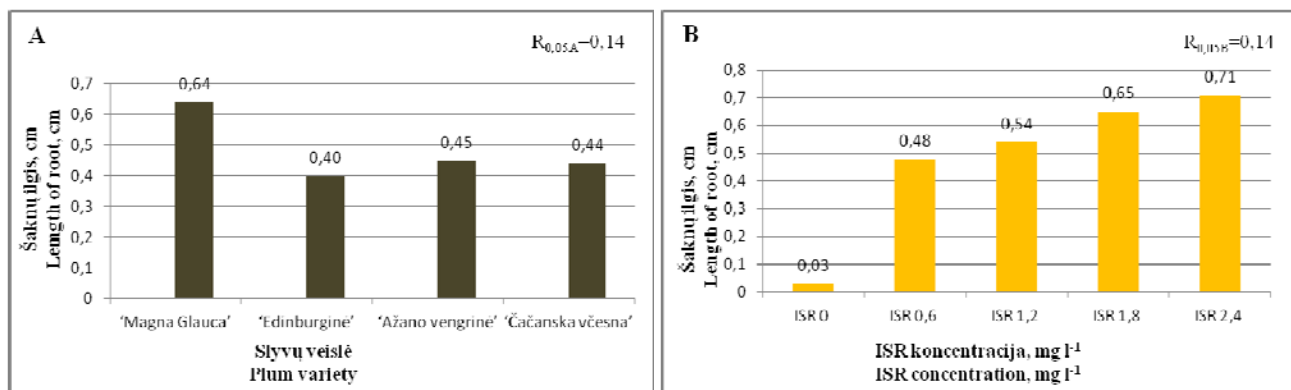 A
R0,05A=0,14
Šaknų ilgis, cm
Lemgth of root, cm
0,7
0,6
0,5
0,4
0,3
0,2
0,1
0
0,64
0,40
0,45
0,44
‘Magna Glauca’
‘Edinburginė’
‘Ažano vengrinė’
‘Čačanska včesna’
Slyvų veislė
Plum variety
B
R0,05B=0,14
Šaknų ilgis, cm
Length of root, cm
0,8
0,7
0,6
0,5
0,4
0,3
0,2
0,1
0
0,03
0,48
0,54
0,65
0,71
ISR 0
ISR 0,6
ISR 1,2
ISR 1,8
ISR 2,4
ISR koncentracija, mg l-1
ISR concentration, mg l-1